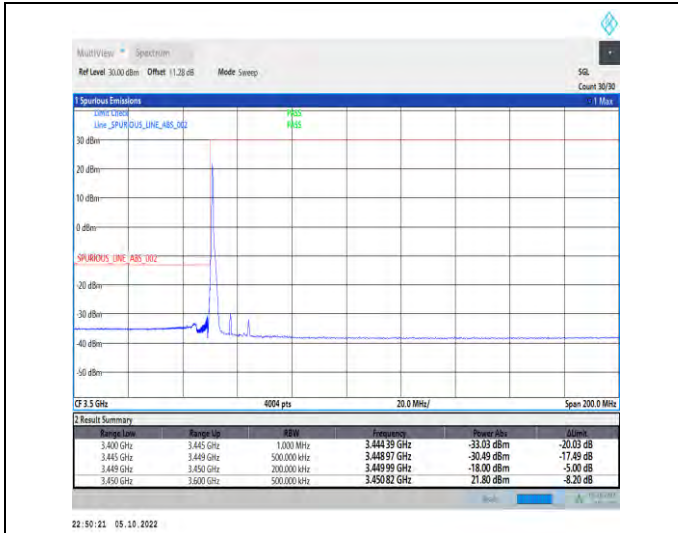 MultiView Spectrum
Ref Level 30.00 dBm Offset 11.28 dB Mode Sweep SGL
Count 30/30
1 Spurious Emissions 1 Max
Limit Check PASS
Line _SPURIOUS_LINE_ABS_002 PASS
30 dBm
20 dBm
10 dBm
0 dBm
_SPURIOUS_LINE_ABS_002
-20 dBm
-30 dBm
-40 dBm
-50 dBm
CF 3.5 GHz 4004 pts 20.0 MHz/ Span 200.0 MHz
2 Result Summary
Range Low Range Up RBW Frequency Power Abs ΔLimit
3.400 GHz 3.445 GHz 1.000 MHz 3.444 39 GHz -33.03 dBm -20.03 dB
3.445 GHz 3.449 GHz 500.000 kHz 3.448 97 GHz -30.49 dBm -17.49 dB
3.449 GHz 3.450 GHz 200.000 kHz 3.449 99 GHz -18.00 dBm -5.00 dB
3.450 GHz 3.600 GHz 500.000 kHz 3.450 82 GHz 21.80 dBm -8.20 dB
22:50:21 05.10.2022